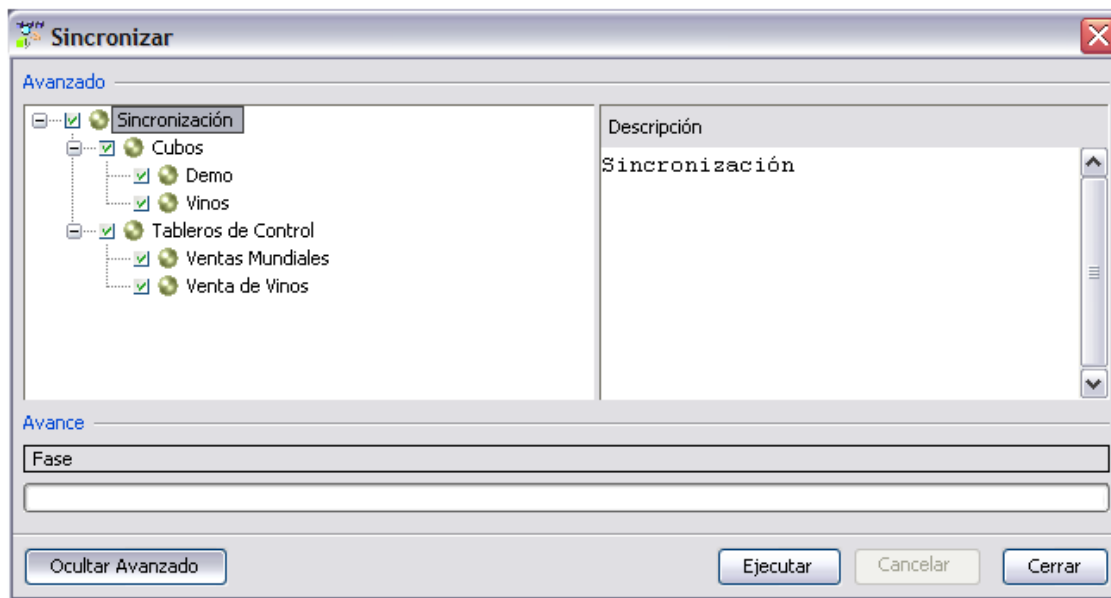 Sincronizar
Avanzado
Sincronización
Cubos
Demo
Vinos
Tableros de Control
Ventas Mundiales
Venta de Vinos
Descripción
Sincronización
Avance
Fase
Ocultar Avanzado
Ejecutar
Cancelar
Cerrar